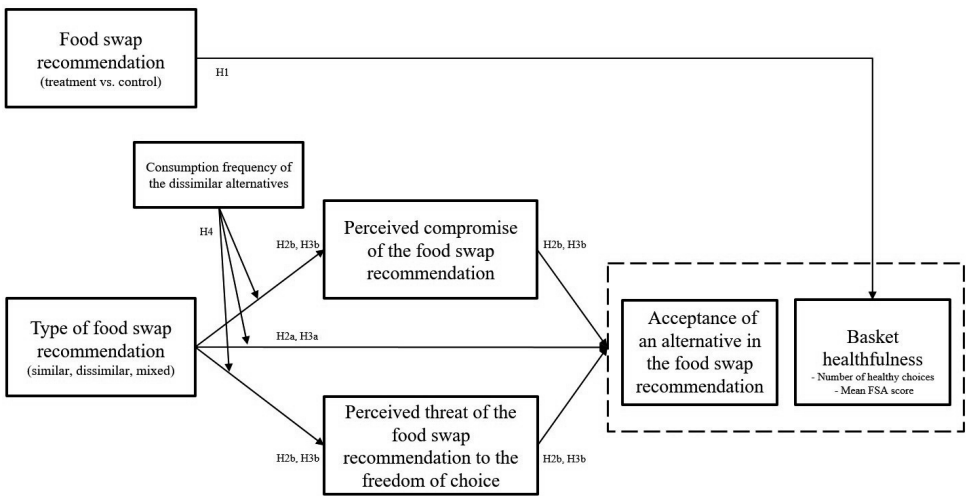 Food swap
recommendation
(treatment vs. control)
H1
Consumption frequency of
the dissimilar alternatives
H4
H2b, H3b
Perceived compromise
of the food swap
recommendation
H2b, H3b
Type of food swap
recommendation
(similar, dissimilar, mixed)
H2a, H3a
Acceptance of
an alternative in
the food swap
recommendation
Basket
healthfulness
- Number of healthy choices
- Mean FSA score
H2b, H3b
Perceived threat of the
food swap
recommendation to the
freedom of choice
H2b, H3b